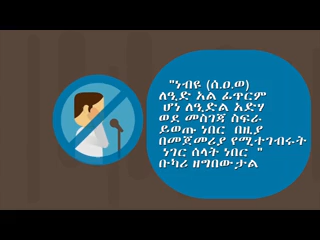 "ነብዩ (ሰ.ዐ.ወ)
ለዒድ አል ፊጥርም
ሆነ ለዒድል አድሃ
ወደ መስገጃ ስፍራ
ይወጡ ነበር በዚያ
በመጀመሪያ የሚተገብሩት
ነገር ሰላት ነበር "
ቡካሪ ዘግበውታል